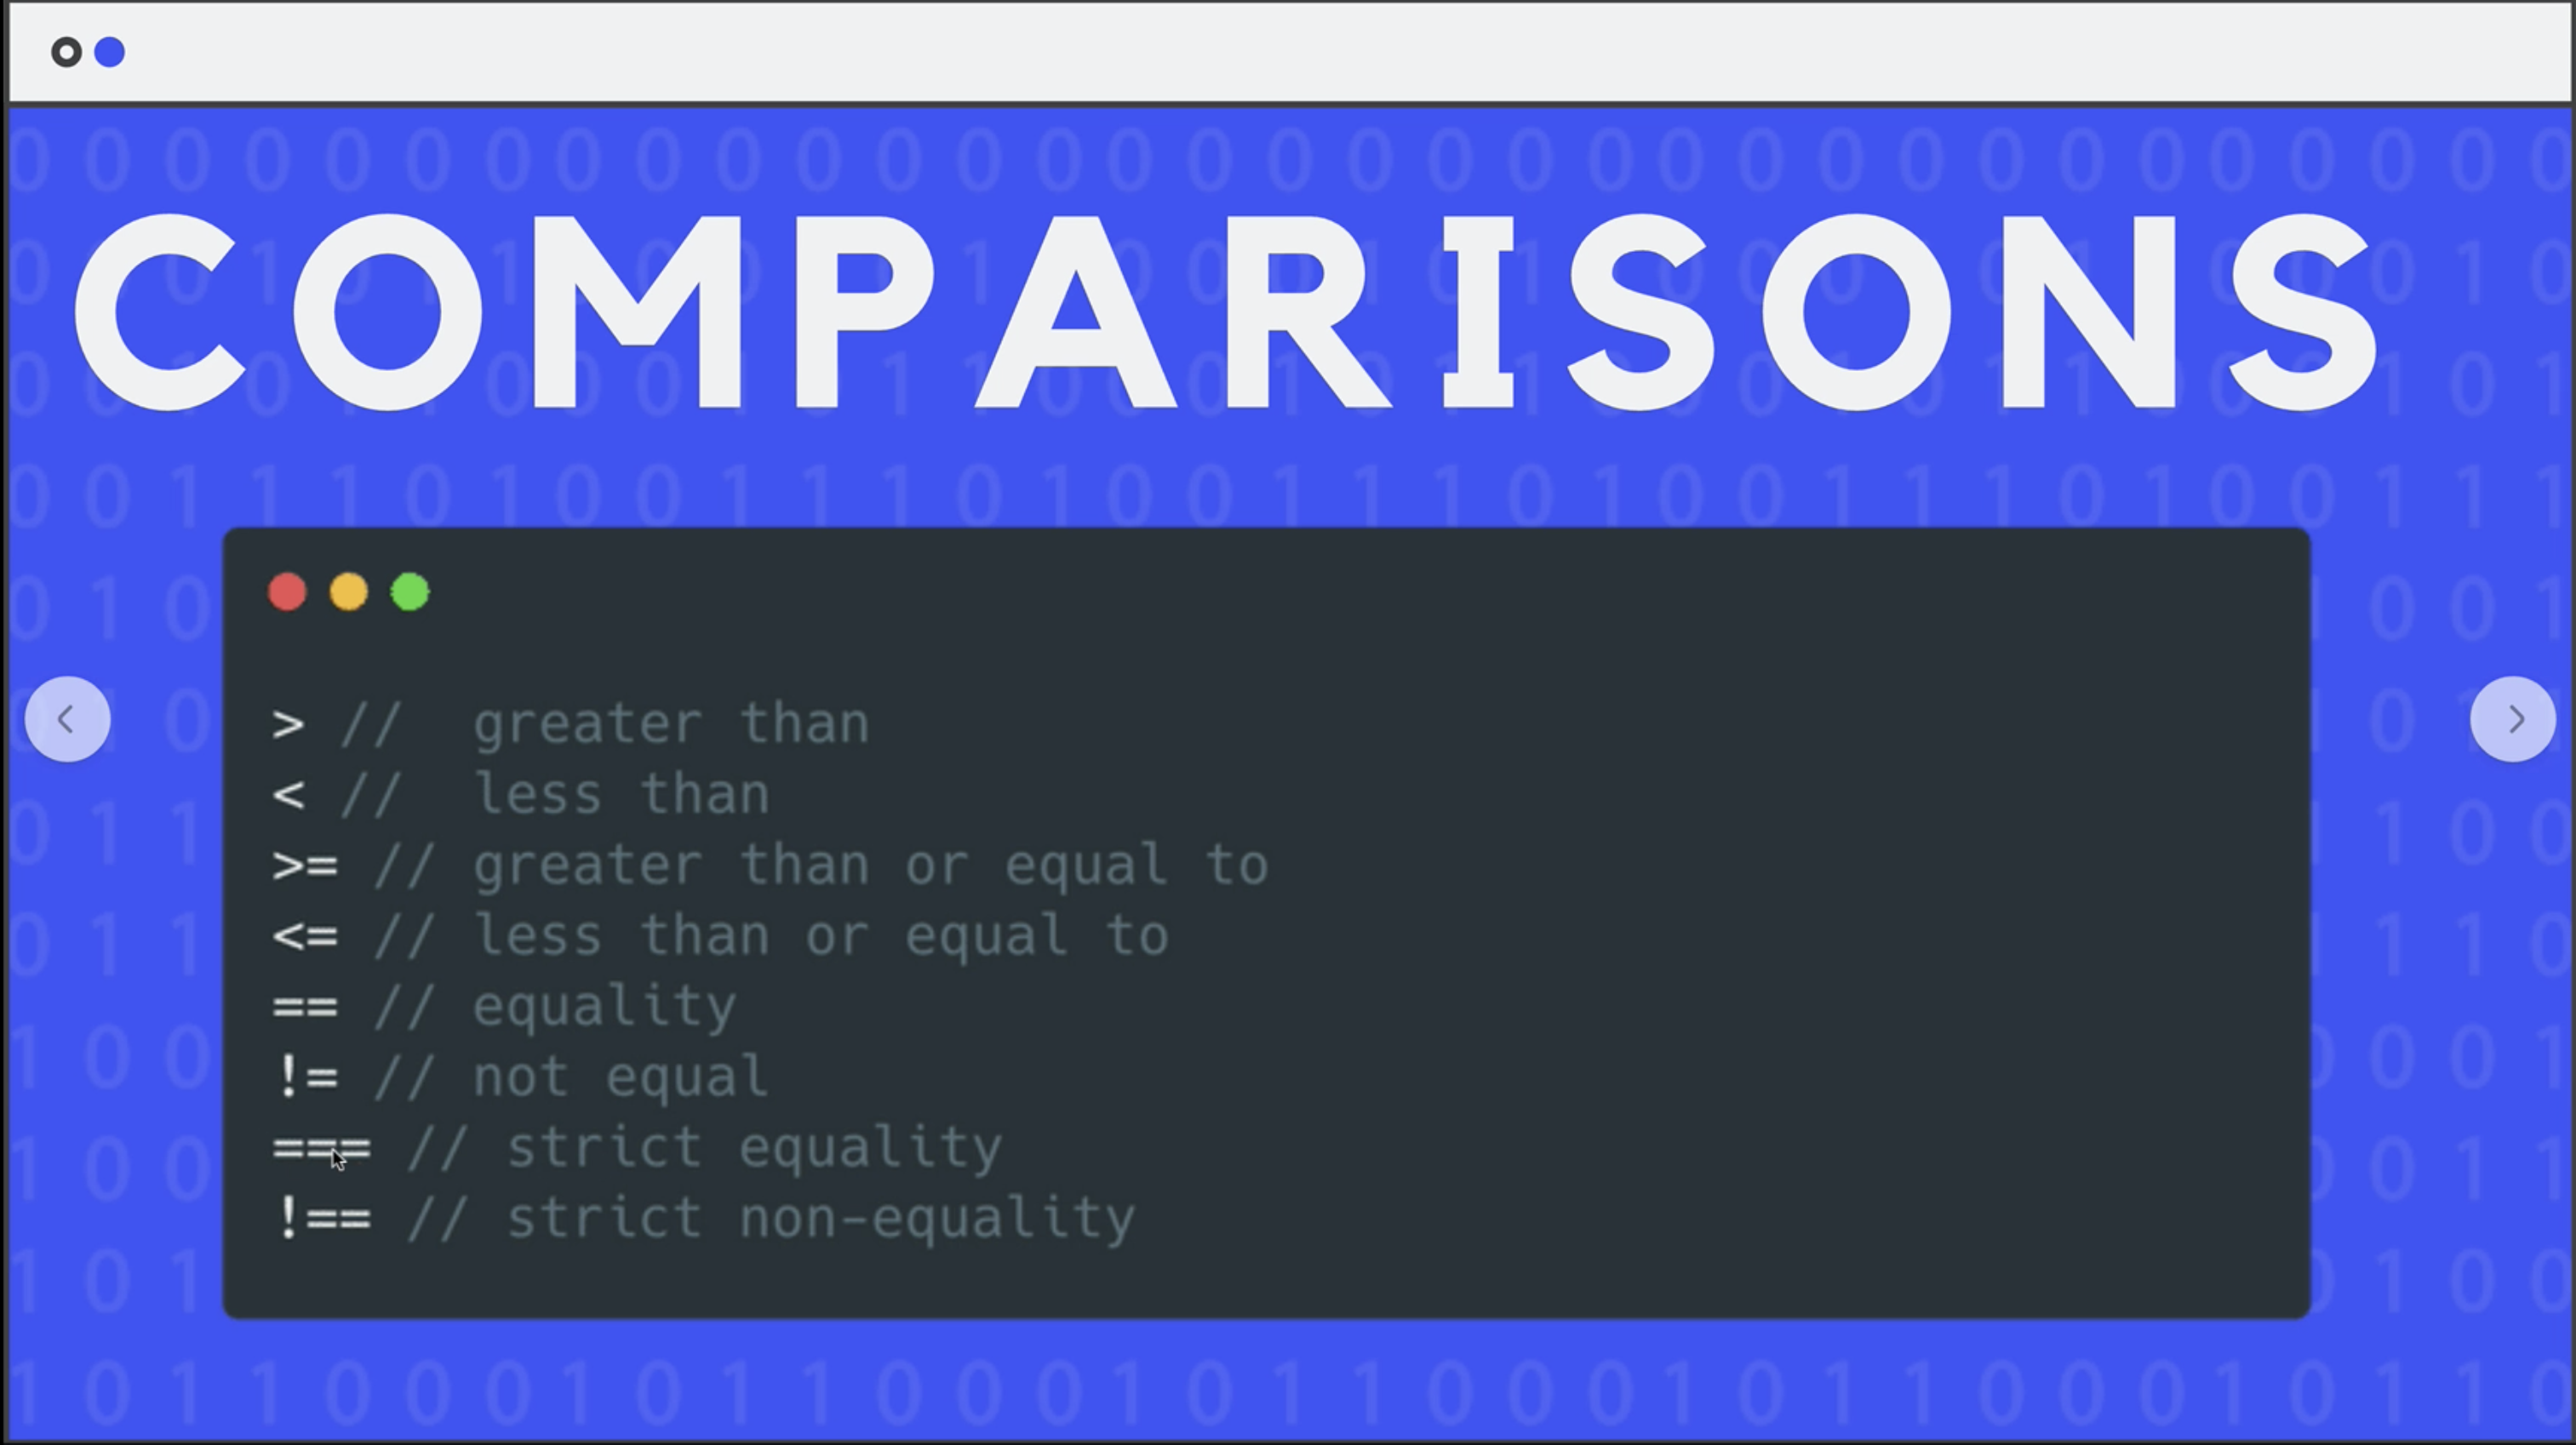 COMPARISONS
> //  greater than
< //  less than
>= // greater than or equal to
<= // less than or equal to
== // equality
!= // not equal
=== // strict equality
!== // strict non-equality